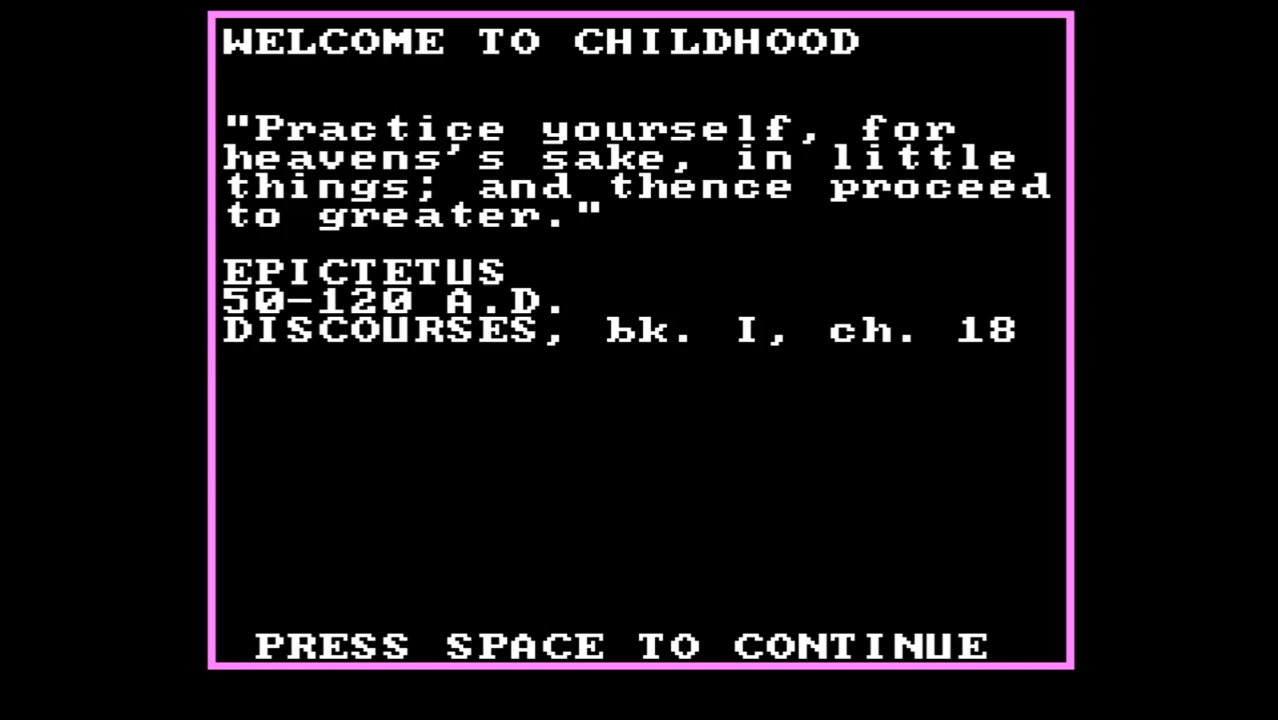 WELCOME TO CHILDHOOD
"Practice yourself, for
heavens's sake, in little
things; and thence proceed
to greater."
EPICTETUS
50-120 A.D.
DISCOURSES, bk. I, ch. 18
PRESS SPACE TO CONTINUE